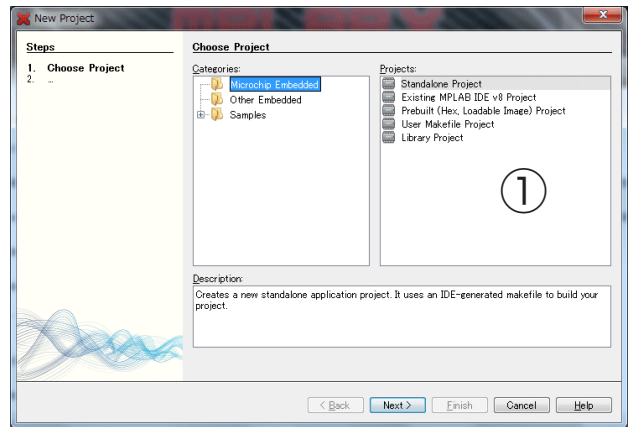 New Project
Steps
1. Choose Project
2. ...
Choose Project
Categories:
Microchip Embedded
Other Embedded
Samples
Projects:
Standalone Project
Existing MPLAB IDE v8 Project
Prebuilt (Hex, Loadable Image) Project
User Makefile Project
Library Project
①
Description:
Creates a new standalone application project. It uses an IDE-generated makefile to build your
project.
< Back
Next >
Finish
Cancel
Help